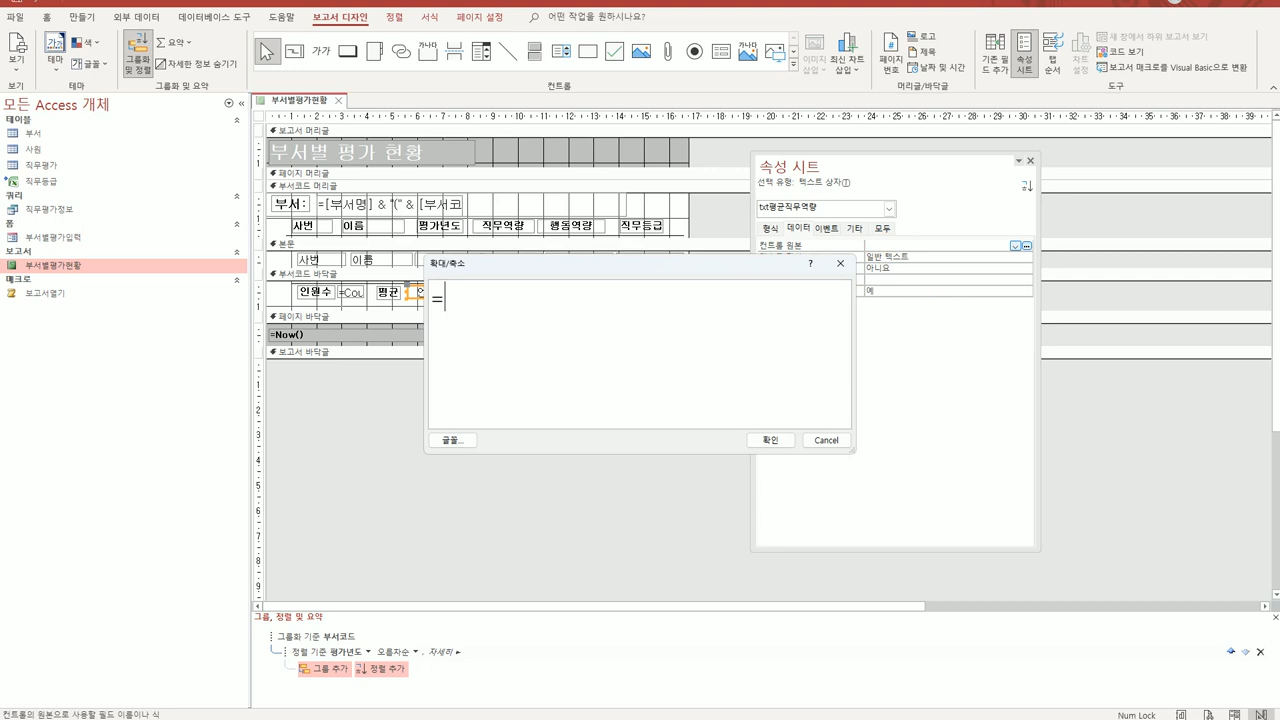 파일 홈 만들기 외부 데이터 데이터베이스 도구 도움말 보고서 디자인 정렬 서식 페이지 설정 어떤 작업을 원하시나요?
보기 테마 색 글꼴 그룹화 및 정렬 요약 자세한 정보 숨기기 가가 가나다 가나다 이미지 삽입 최신 차트 삽입 페이지 번호 로고 제목 날짜 및 시간 기존 필드 추가 속성 시트 탭 순서 차트 설정 새 창에서 하위 보고서 보기 코드 보기 보고서 매크로를 Visual Basic으로 변환
보기 테마 그룹화 및 요약 컨트롤 머리글/바닥글 도구
모든 Access 개체
테이블
부서
사원
직무평가
직무등급
쿼리
직무평가정보
폼
부서별평가입력
보고서
부서별평가현황
매크로
보고서열기
부서별평가현황
보고서 머리글
부서별 평가 현황
페이지 머리글
부서코드 머리글
부서: =[부서명] & "(" & [부서코
사번 이름 평가년도 직무역량 행동역량 직무등급
본문
사번 이름
부서코드 바닥글
인원수 =Cou 평균
페이지 바닥글
=Now()
보고서 바닥글
속성 시트
선택 유형: 텍스트 상자(T)
txt평균직무역량
형식 데이터 이벤트 기타 모두
컨트롤 원본
일반 텍스트
아니요
예
확대/축소
=
글꼴... 확인 Cancel
그룹, 정렬 및 요약
그룹화 기준 부서코드
정렬 기준 평가년도 오름차순 , 자세히
그룹 추가 정렬 추가
컨트롤의 원본으로 사용할 필드 이름이나 식 Num Lock